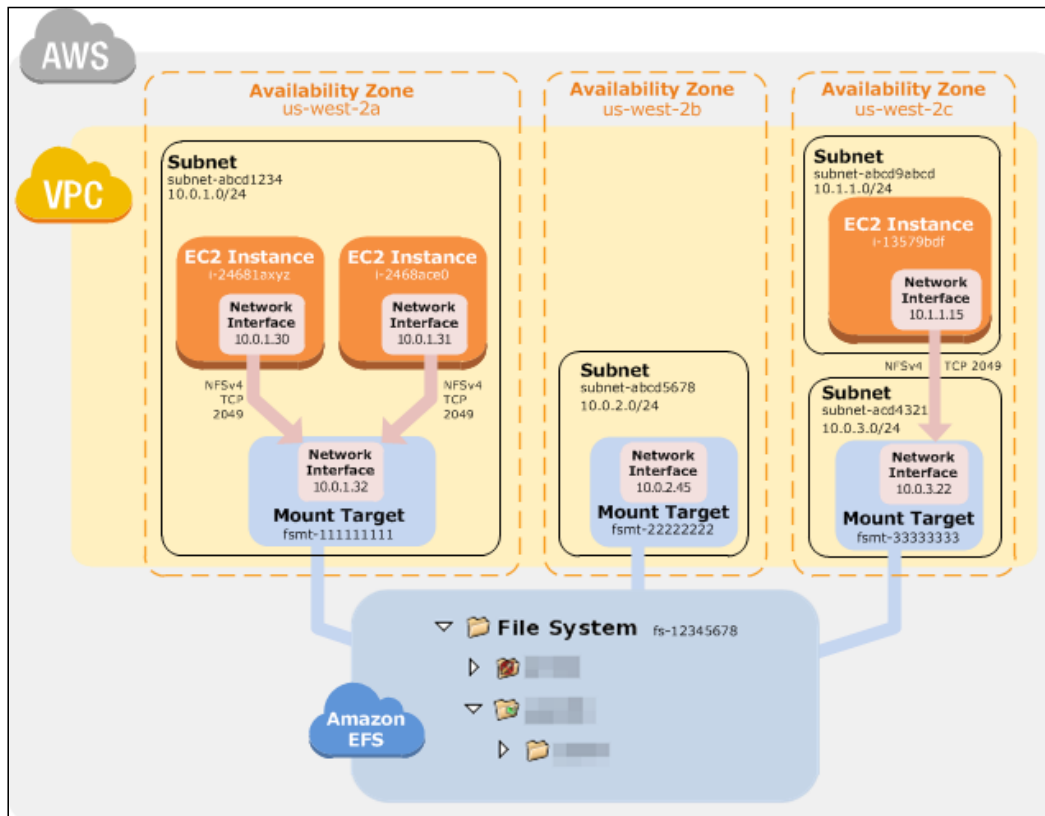 AWS
Availability Zone
us-west-2a
Availability Zone
us-west-2b
Availability Zone
us-west-2c
VPC
Subnet
subnet-abcd1234
10.0.1.0/24
EC2 Instance
i-24681axyz
Network
Interface
10.0.1.30
EC2 Instance
i-2468ace0
Network
Interface
10.0.1.31
NFSv4
TCP
2049
NFSv4
TCP
2049
Network
Interface
10.0.1.32
Mount Target
fsmt-111111111
Subnet
subnet-abcd5678
10.0.2.0/24
Network
Interface
10.0.2.45
Mount Target
fsmt-22222222
Subnet
subnet-abcd9abcd
10.1.1.0/24
EC2 Instance
i-13579bdf
Network
Interface
10.1.1.15
NFSv4 TCP 2049
Subnet
subnet-acd4321
10.0.3.0/24
Network
Interface
10.0.3.22
Mount Target
fsmt-33333333
File System fs-12345678
Amazon
EFS